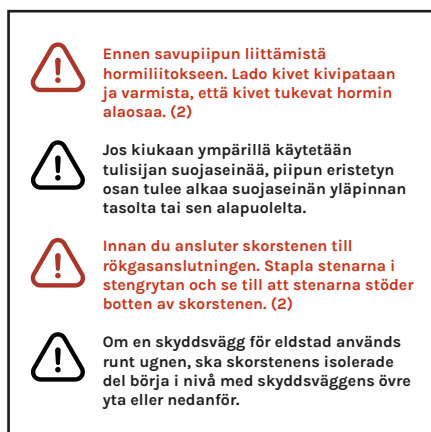 Ennen savupiipun liittämistä
hormiliitokseen. Lado kivet kivipataan
ja varmista, että kivet tukevat hormin
alaosaa. (2)
Jos kiukaan ympärillä käytetään
tulisijan suojaseinää, piipun eristetyn
osan tulee alkaa suojaseinän yläpinnan
tasolta tai sen alapuolelta.
Innan du ansluter skorstenen till
rökgasanslutningen. Stapla stenarna i
stengrytan och se till att stenarna stöder
botten av skorstenen. (2)
Om en skyddsvägg för eldstad används
runt ugnen, ska skorstenens isolerade
del börja i nivå med skyddsväggens övre
yta eller nedanför.